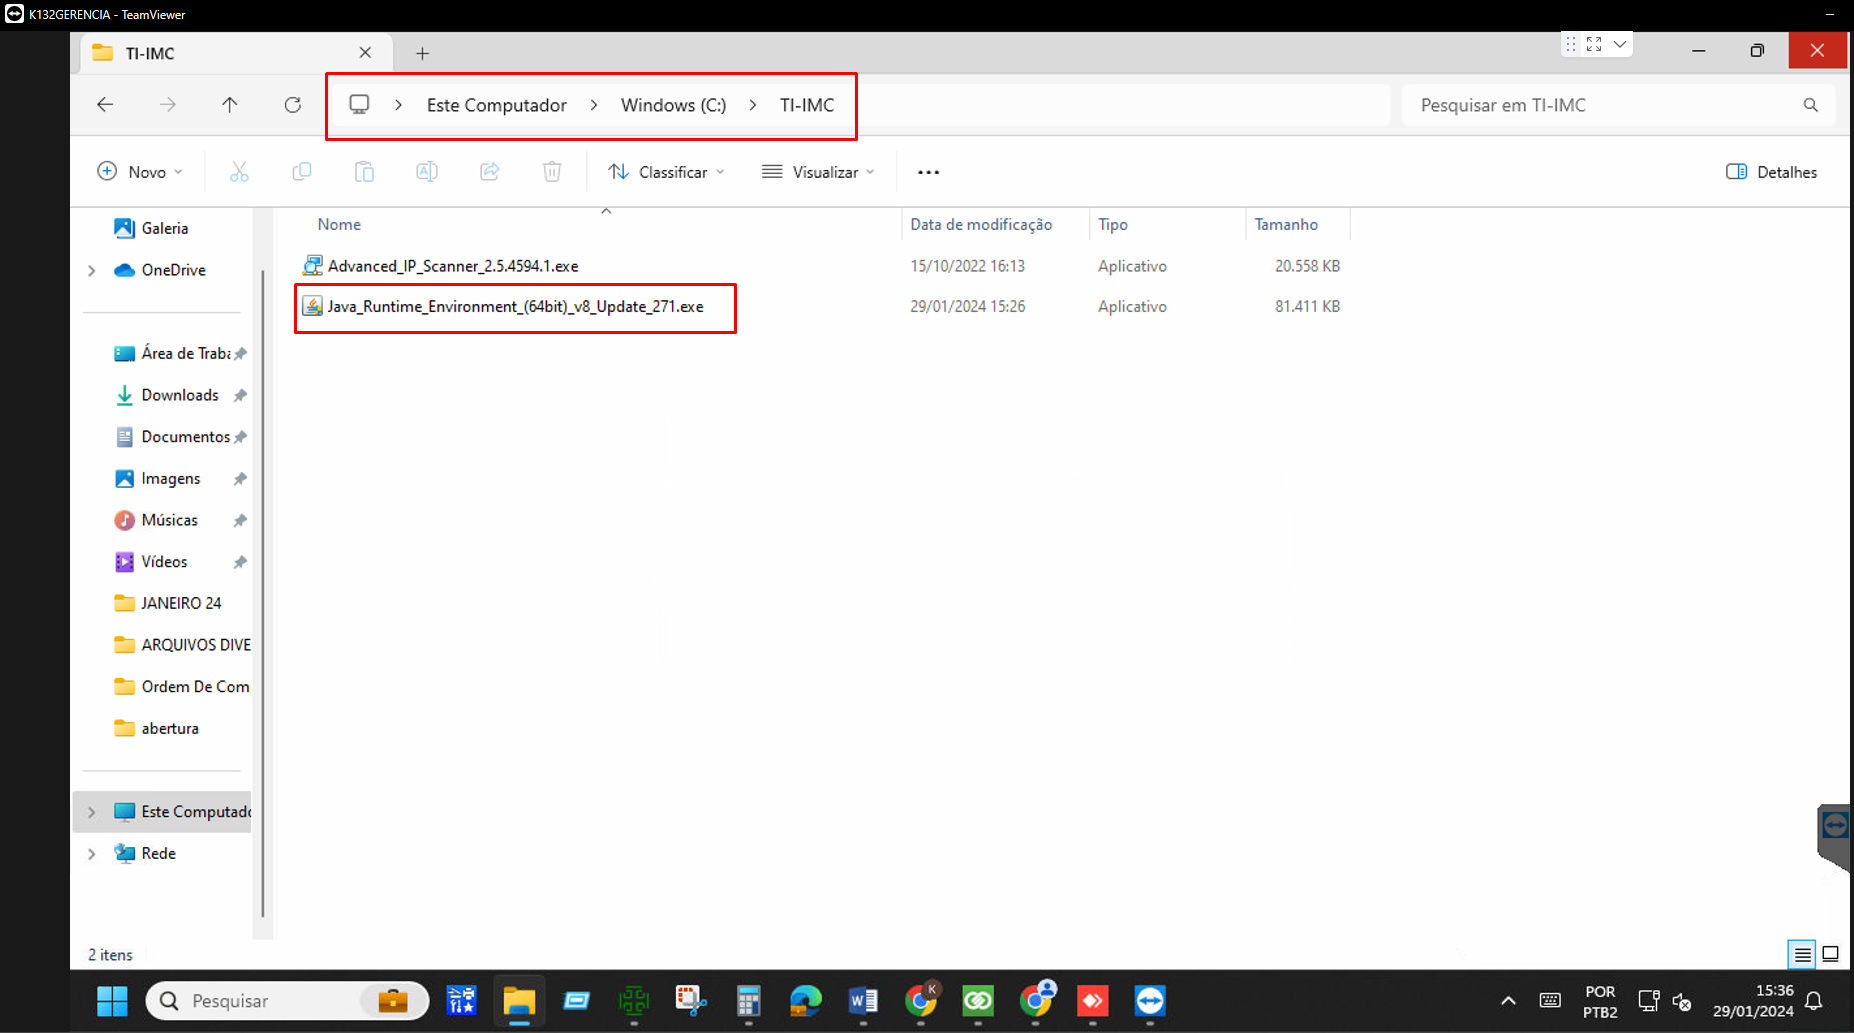 K132GERENCIA - TeamViewer
TI-IMC
Este Computador > Windows (C:) > TI-IMC
Pesquisar em TI-IMC
Novo
Classificar
Visualizar
Detalhes
Nome Data de modificação Tipo Tamanho
Advanced_IP_Scanner_2.5.4594.1.exe 15/10/2022 16:13 Aplicativo 20.558 KB
Java_Runtime_Environment_(64bit)_v8_Update_271.exe 29/01/2024 15:26 Aplicativo 81.411 KB
Galeria
OneDrive
Área de Traba
Downloads
Documentos
Imagens
Músicas
Vídeos
JANEIRO 24
ARQUIVOS DIVE
Ordem De Com
abertura
Este Computado
Rede
2 itens
Pesquisar
K
POR
PTB2
15:36
29/01/2024